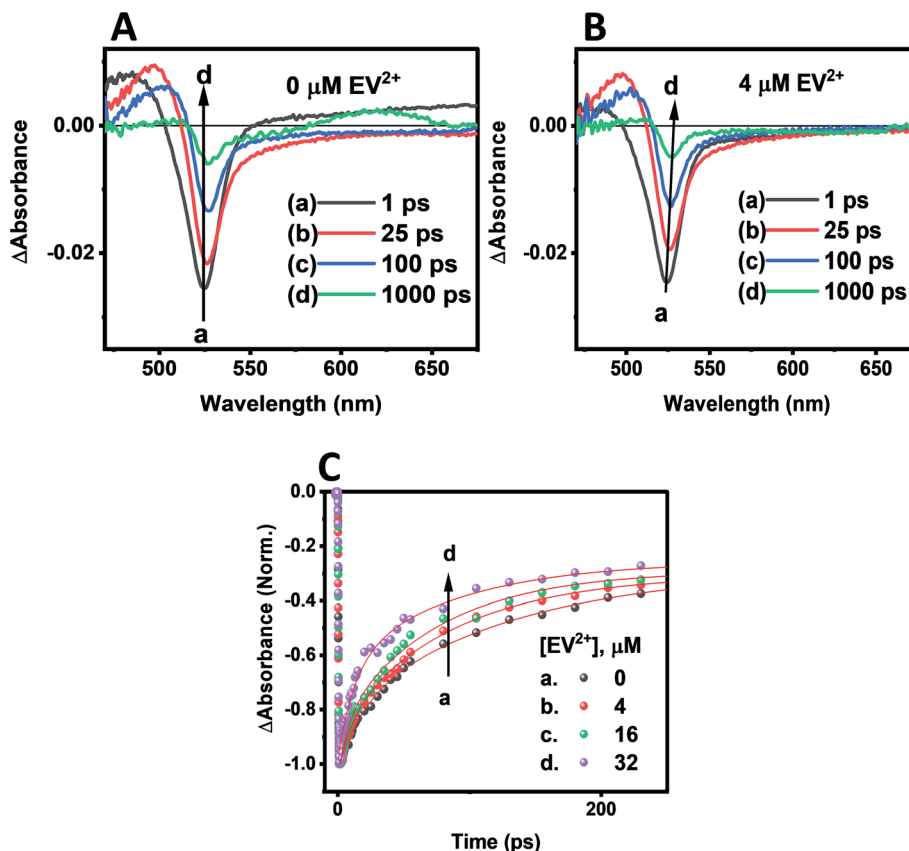 A
0 μM EV²⁺
d
a
(a) 1 ps
(b) 25 ps
(c) 100 ps
(d) 1000 ps
0.00
-0.02
ΔAbsorbance
500 550 600 650
Wavelength (nm)
B
4 μM EV²⁺
d
a
(a) 1 ps
(b) 25 ps
(c) 100 ps
(d) 1000 ps
0.00
-0.02
ΔAbsorbance
500 550 600 650
Wavelength (nm)
C
0.0
-0.2
-0.4
-0.6
-0.8
-1.0
ΔAbsorbance (Norm.)
d
a
[EV²⁺], μM
a. 0
b. 4
c. 16
d. 32
0 200
Time (ps)